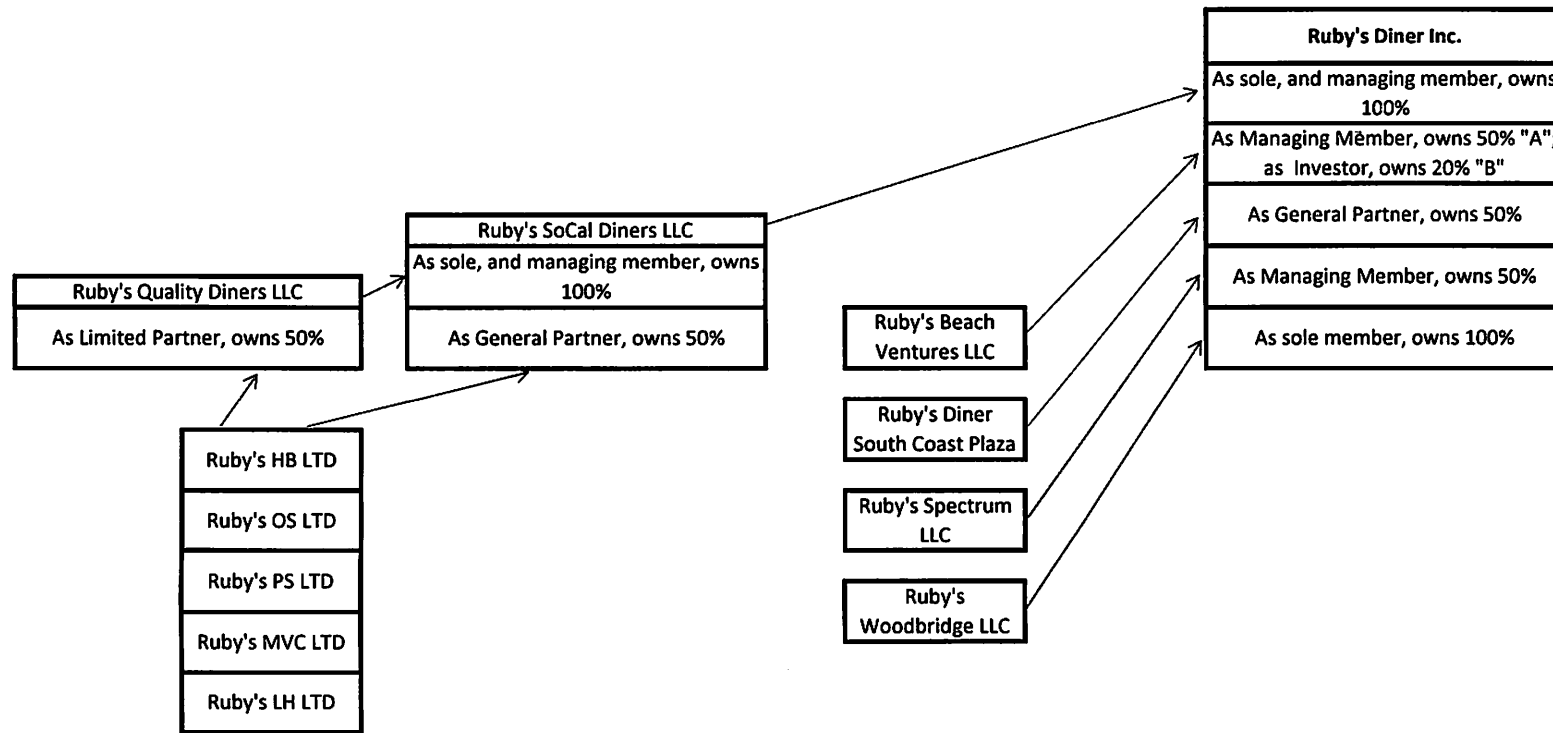 Ruby's Diner Inc.
As sole, and managing member, owns
100%
As Managing Member, owns 50% "A";
as Investor, owns 20% "B"
As General Partner, owns 50%
As Managing Member, owns 50%
As sole member, owns 100%
Ruby's SoCal Diners LLC
As sole, and managing member, owns
100%
As General Partner, owns 50%
Ruby's Quality Diners LLC
As Limited Partner, owns 50%
Ruby's HB LTD
Ruby's OS LTD
Ruby's PS LTD
Ruby's MVC LTD
Ruby's LH LTD
Ruby's Beach
Ventures LLC
Ruby's Diner
South Coast Plaza
Ruby's Spectrum
LLC
Ruby's
Woodbridge LLC